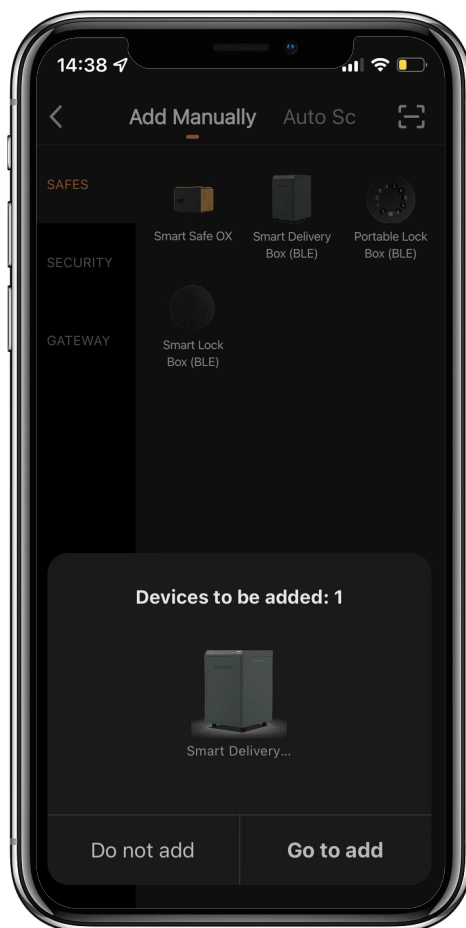 14:38
Add Manually Auto Sc
SAFES
SECURITY
GATEWAY
Smart Safe OX
Smart Delivery
Box (BLE)
Portable Lock
Box (BLE)
Smart Lock
Box (BLE)
Devices to be added: 1
Smart Delivery...
Do not add
Go to add